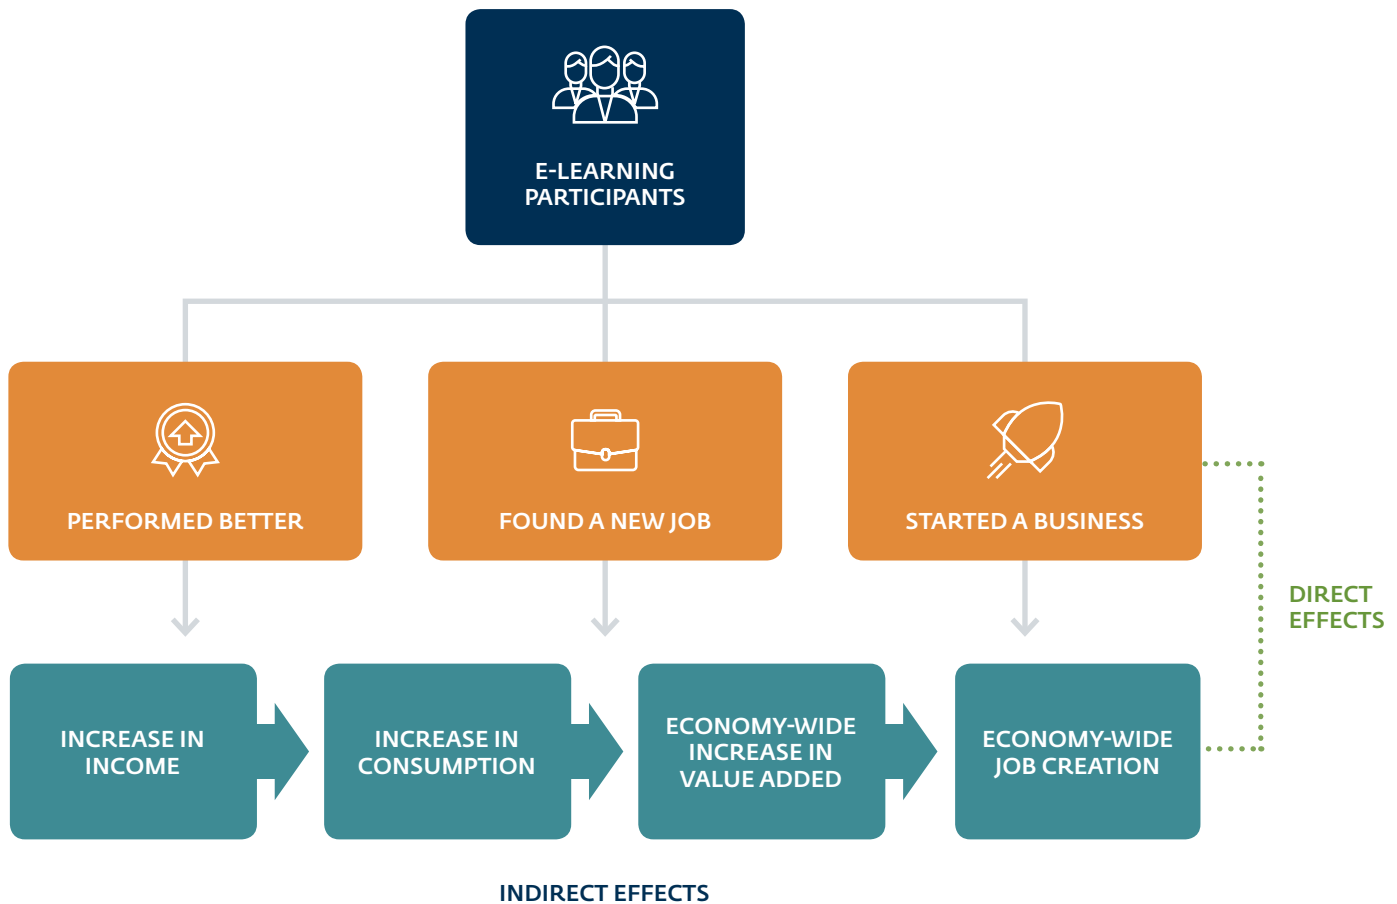 E-LEARNING
PARTICIPANTS
PERFORMED BETTER
FOUND A NEW JOB
STARTED A BUSINESS
DIRECT
EFFECTS
INCREASE IN
INCOME
INCREASE IN
CONSUMPTION
ECONOMY-WIDE
INCREASE IN
VALUE ADDED
ECONOMY-WIDE
JOB CREATION
INDIRECT EFFECTS